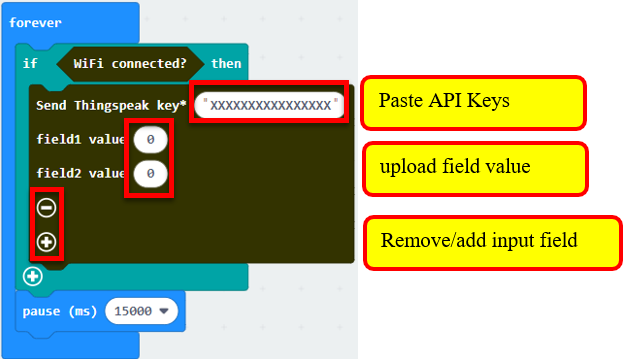 forever
if WiFi connected? then
Send Thingspeak key* "XXXXXXXXXXXXXXXX" Paste API Keys
field1 value 0
field2 value 0 upload field value
Remove/add input field
pause (ms) 15000